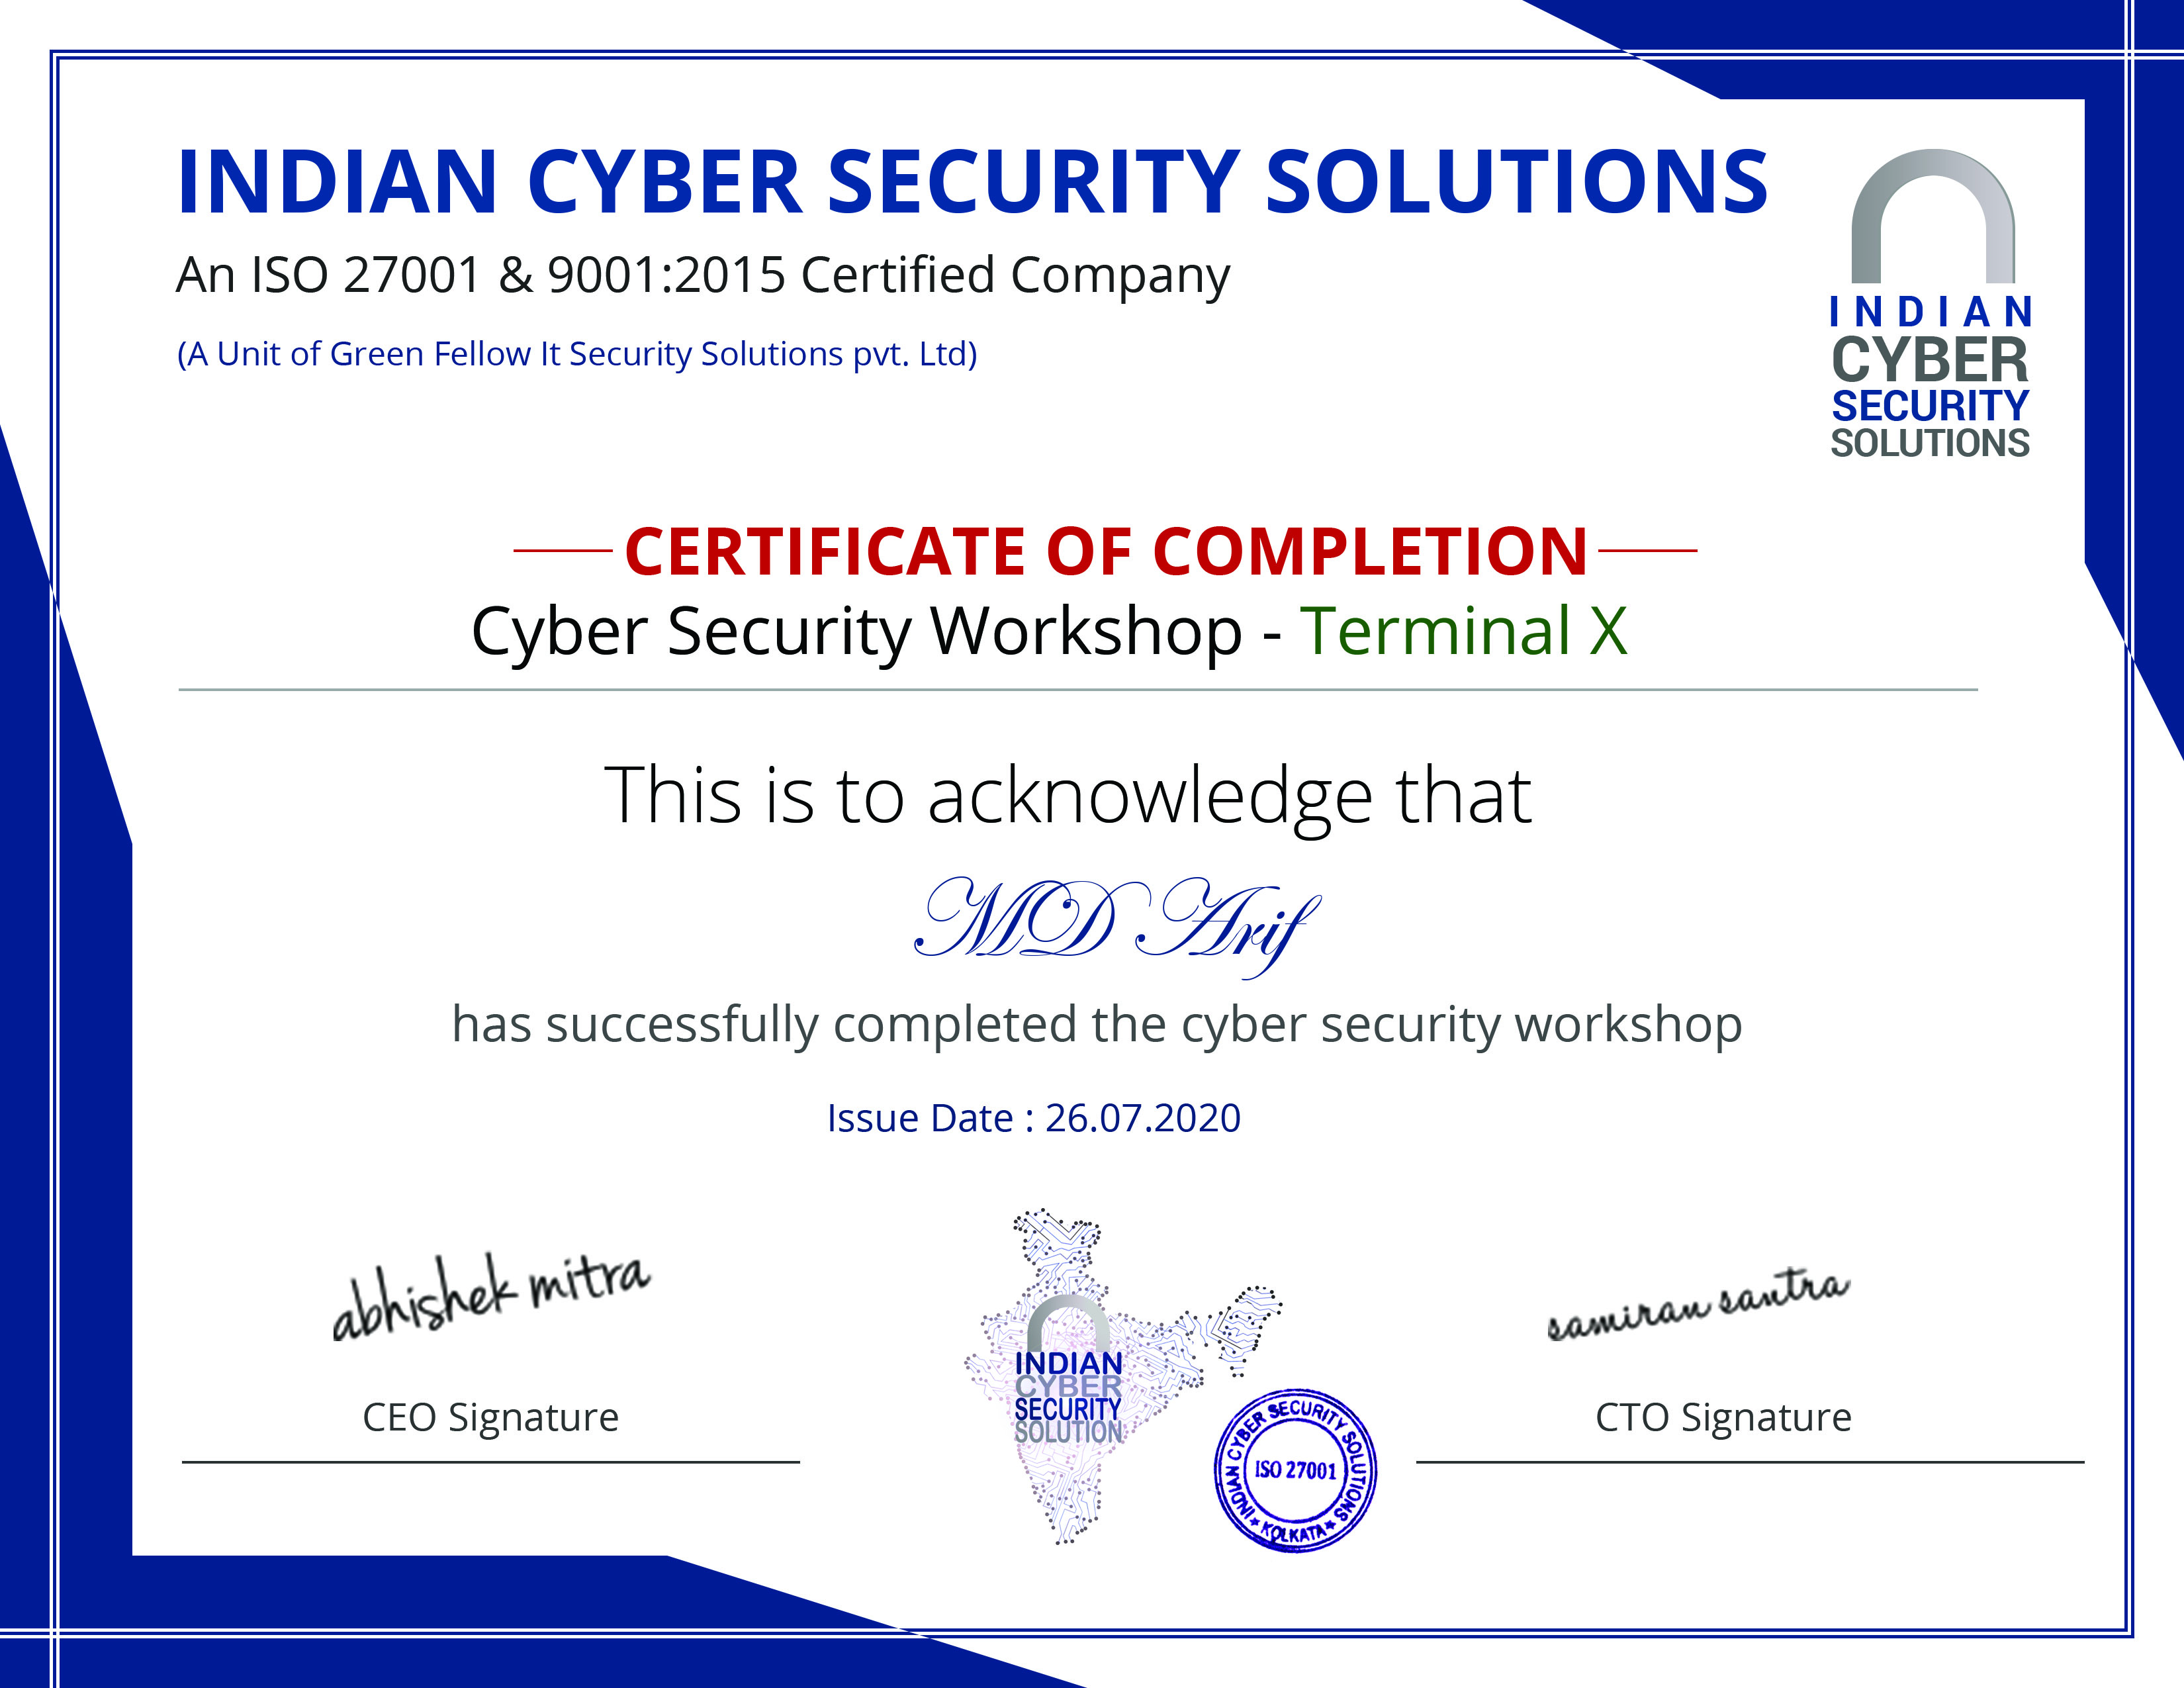 INDIAN CYBER SECURITY SOLUTIONS
An ISO 27001 & 9001:2015 Certified Company
(A Unit of Green Fellow It Security Solutions pvt. Ltd)
INDIAN
CYBER
SECURITY
SOLUTIONS
CERTIFICATE OF COMPLETION
Cyber Security Workshop - Terminal X
This is to acknowledge that
MD Arif
has successfully completed the cyber security workshop
Issue Date : 26.07.2020
abhishek mitra
CEO Signature
INDIAN
CYBER
SECURITY
SOLUTION
INDIAN CYBER SECURITY SOLUTIONS
ISO 27001
KOLKATA
samiran santra
CTO Signature